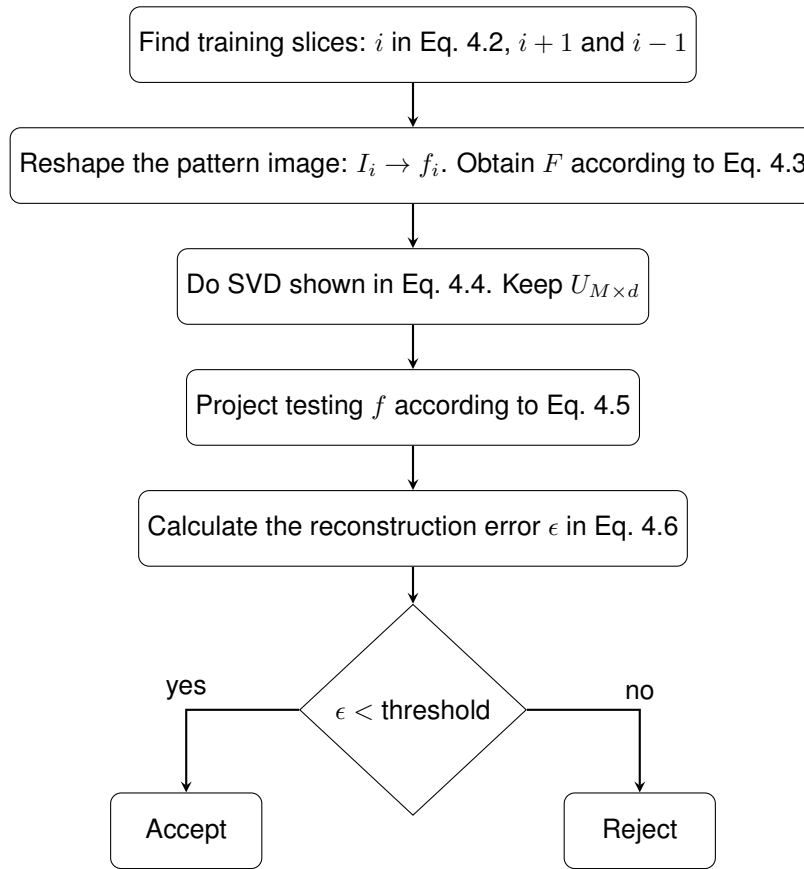 Find training slices: i in Eq. 4.2, i + 1 and i − 1
Reshape the pattern image: I_i → f_i. Obtain F according to Eq. 4.3
Do SVD shown in Eq. 4.4. Keep U_{M×d}
Project testing f according to Eq. 4.5
Calculate the reconstruction error ϵ in Eq. 4.6
yes
no
ϵ < threshold
Accept
Reject